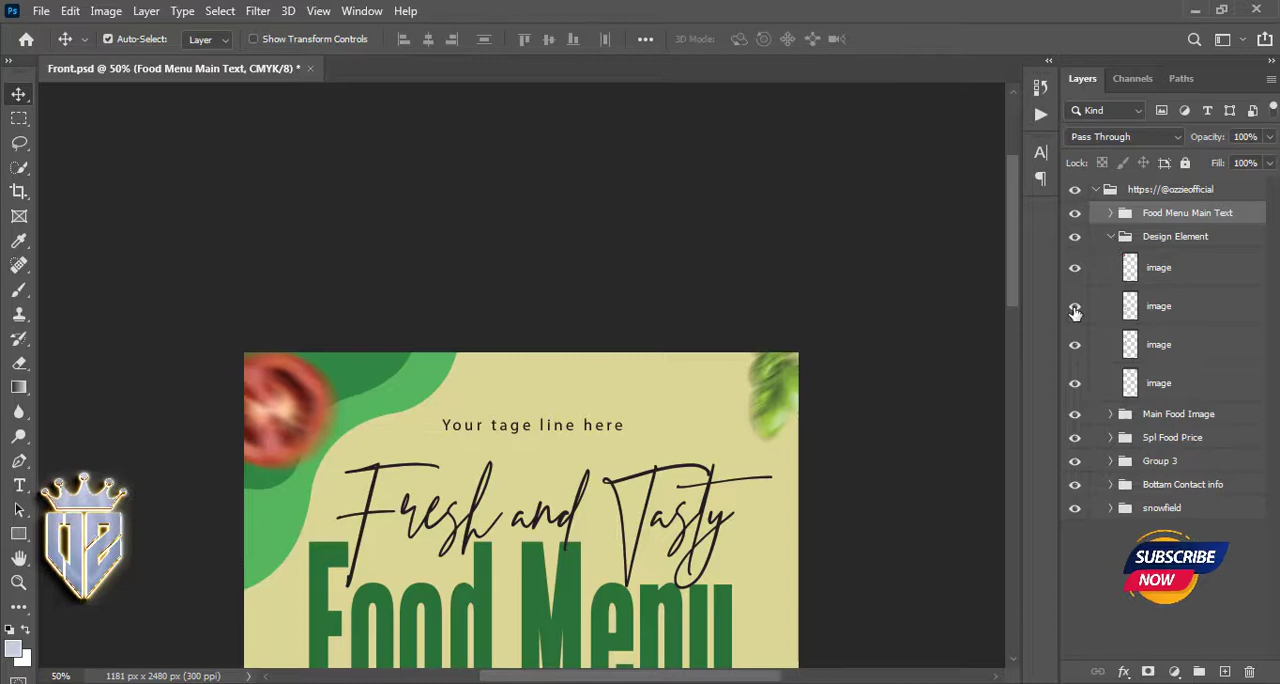 Ps File Edit Image Layer Type Select Filter 3D View Window Help
Auto-Select: Layer Show Transform Controls 3D Mode:
Front.psd @ 50% (Food Menu Main Text, CMYK/8) *
Layers Channels Paths
Kind
Pass Through Opacity: 100%
Lock: Fill: 100%
https://@ozzieofficial
Food Menu Main Text
Design Element
image
image
image
image
Main Food Image
Spl Food Price
Group 3
Bottam Contact info
snowfield
Your tage line here
Fresh and Tasty
Food Menu
SUBSCRIBE
NOW
50% 1181 px x 2480 px (300 ppi)